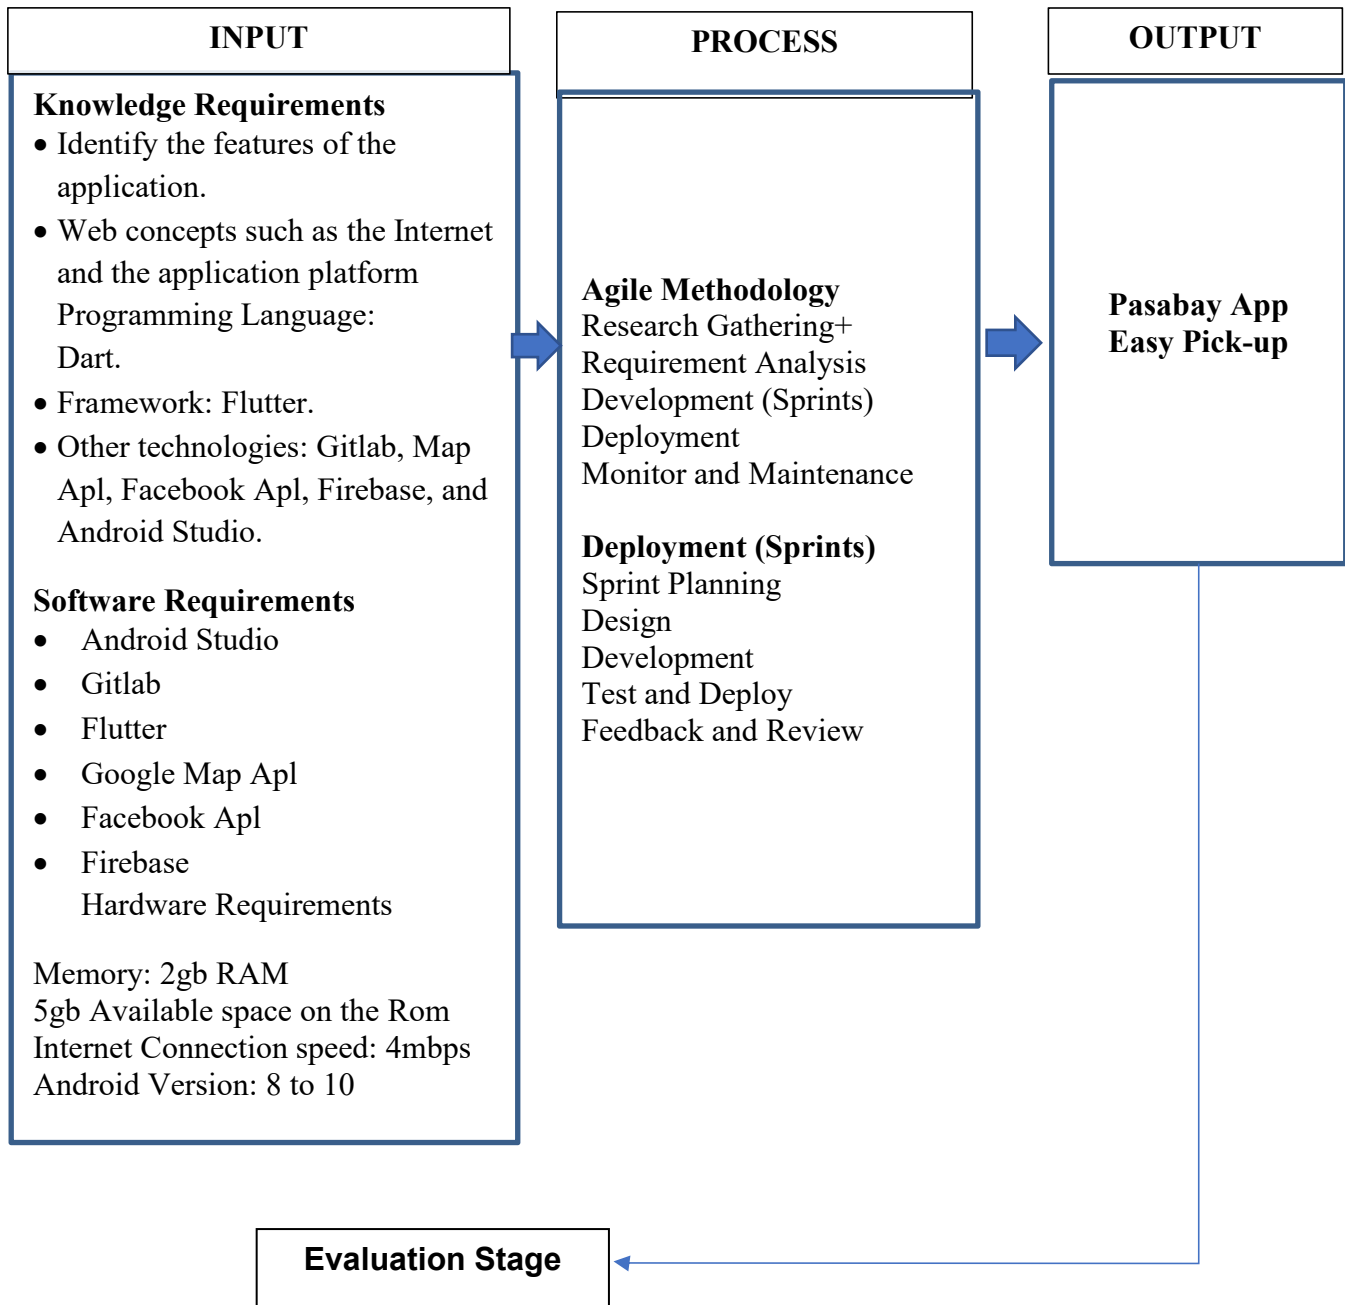 INPUT
Knowledge Requirements
• Identify the features of the
application.
• Web concepts such as the Internet
and the application platform
Programming Language:
Dart.
• Framework: Flutter.
• Other technologies: Gitlab, Map
Apl, Facebook Apl, Firebase, and
Android Studio.
Software Requirements
• Android Studio
• Gitlab
• Flutter
• Google Map Apl
• Facebook Apl
• Firebase
Hardware Requirements
Memory: 2gb RAM
5gb Available space on the Rom
Internet Connection speed: 4mbps
Android Version: 8 to 10
PROCESS
Agile Methodology
Research Gathering+
Requirement Analysis
Development (Sprints)
Deployment
Monitor and Maintenance
Deployment (Sprints)
Sprint Planning
Design
Development
Test and Deploy
Feedback and Review
OUTPUT
Pasabay App
Easy Pick-up
Evaluation Stage